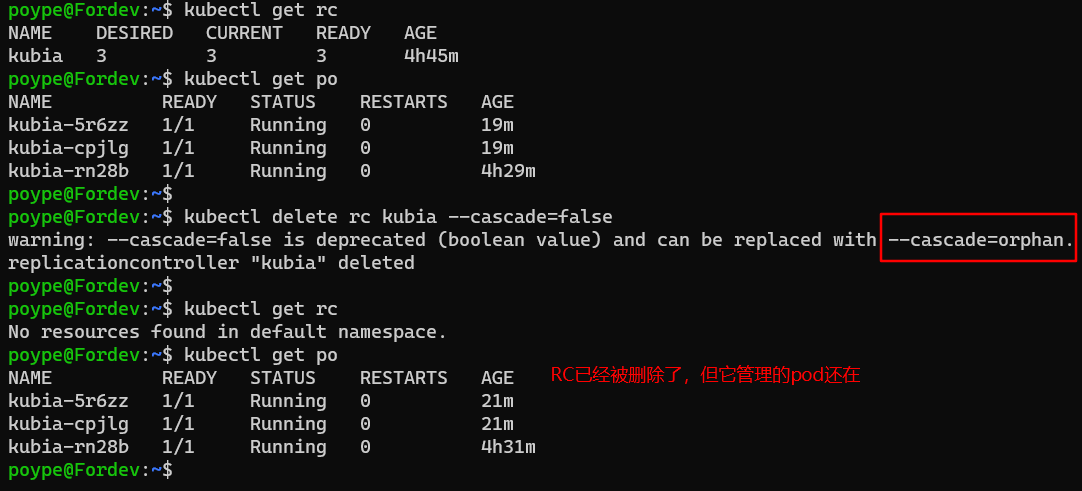 poype@Fordev:~$ kubectl get rc
NAME    DESIRED   CURRENT   READY   AGE
kubia   3         3         3       4h45m
poype@Fordev:~$ kubectl get po
NAME          READY   STATUS    RESTARTS   AGE
kubia-5r6zz   1/1     Running   0          19m
kubia-cpjlg   1/1     Running   0          19m
kubia-rn28b   1/1     Running   0          4h29m
poype@Fordev:~$
poype@Fordev:~$ kubectl delete rc kubia --cascade=false
warning: --cascade=false is deprecated (boolean value) and can be replaced with --cascade=orphan.
replicationcontroller "kubia" deleted
poype@Fordev:~$
poype@Fordev:~$ kubectl get rc
No resources found in default namespace.
poype@Fordev:~$ kubectl get po
NAME          READY   STATUS    RESTARTS   AGE   RC已经被删除了，但它管理的pod还在
kubia-5r6zz   1/1     Running   0          21m
kubia-cpjlg   1/1     Running   0          21m
kubia-rn28b   1/1     Running   0          4h31m
poype@Fordev:~$